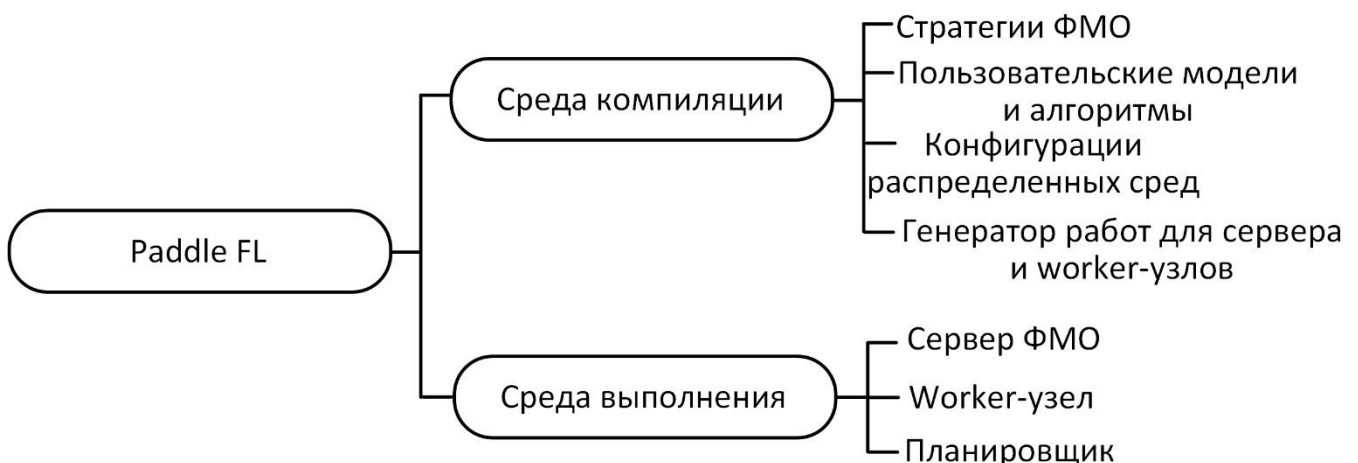 Paddle FL
Среда компиляции
Стратегии ФМО
Пользовательские модели
и алгоритмы
Конфигурации
распределенных сред
Генератор работ для сервера
и worker-узлов
Среда выполнения
Сервер ФМО
Worker-узел
Планировщик